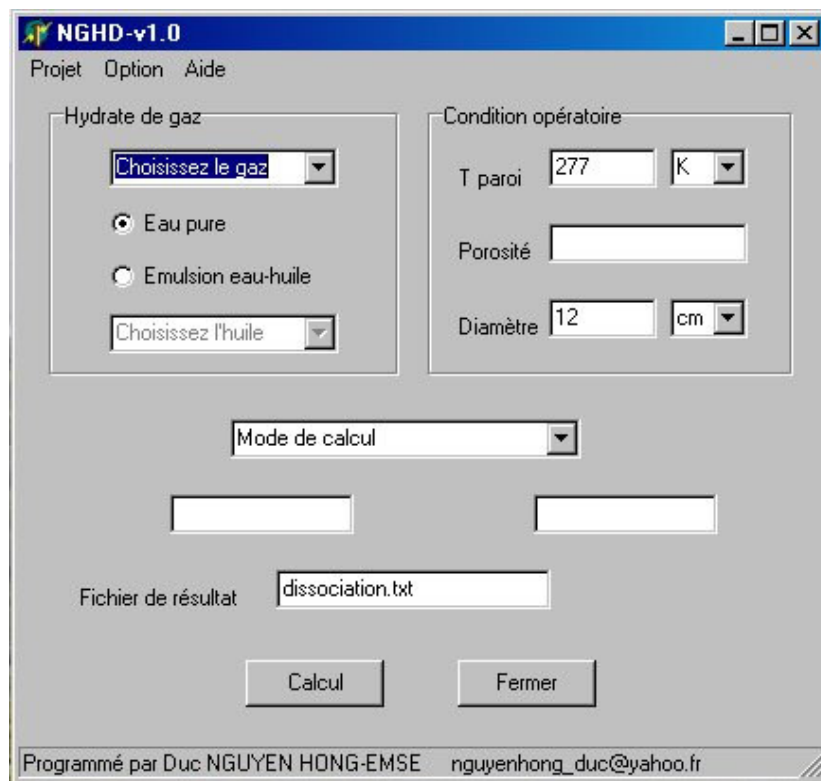 NGHD-v1.0
Projet Option Aide
Hydrate de gaz
Choisissez le gaz
Eau pure
Emulsion eau-huile
Choisissez l'huile
Condition opératoire
T paroi 277 K
Porosité
Diamètre 12 cm
Mode de calcul
Fichier de résultat dissociation.txt
Calcul Fermer
Programmé par Duc NGUYEN HONG-EMSE nguyenhong_duc@yahoo.fr